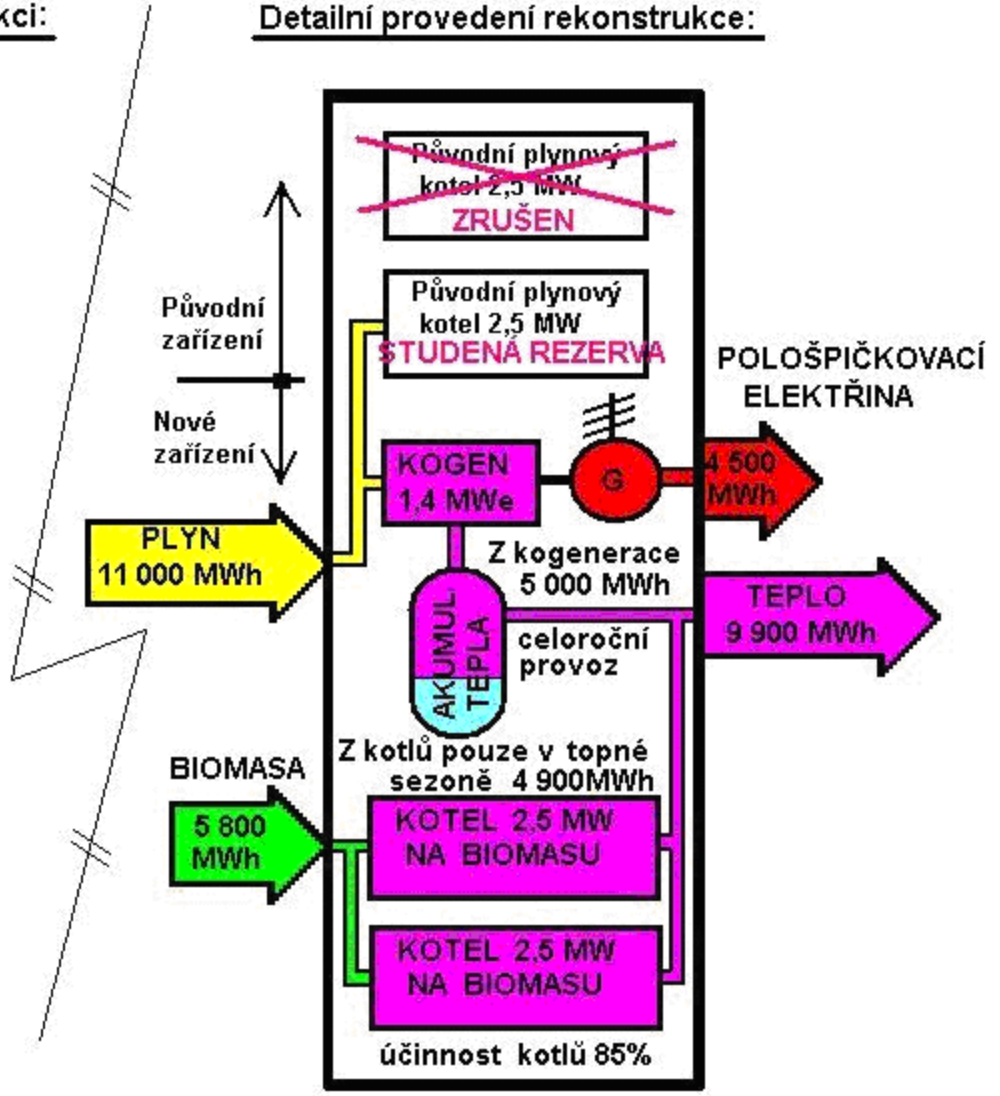 kci:
Detailní provedení rekonstrukce:
Původní plynový
kotel 2,5 MW
ZRUŠEN
Původní plynový
kotel 2,5 MW
STUDENÁ REZERVA
Původní
zařízení
Nové
zařízení
POLOŠPIČKOVACÍ
ELEKTŘINA
KOGEN
1,4 MWe
G
4 500
MWh
PLYN
11 000 MWh
Z kogenerace
5 000 MWh
TEPLO
9 900 MWh
AKUMUL
TEPLA
celoroční
provoz
Z kotlů pouze v topné
sezoně 4 900MWh
BIOMASA
5 800
MWh
KOTEL 2,5 MW
NA BIOMASU
KOTEL 2,5 MW
NA BIOMASU
účinnost kotlů 85%